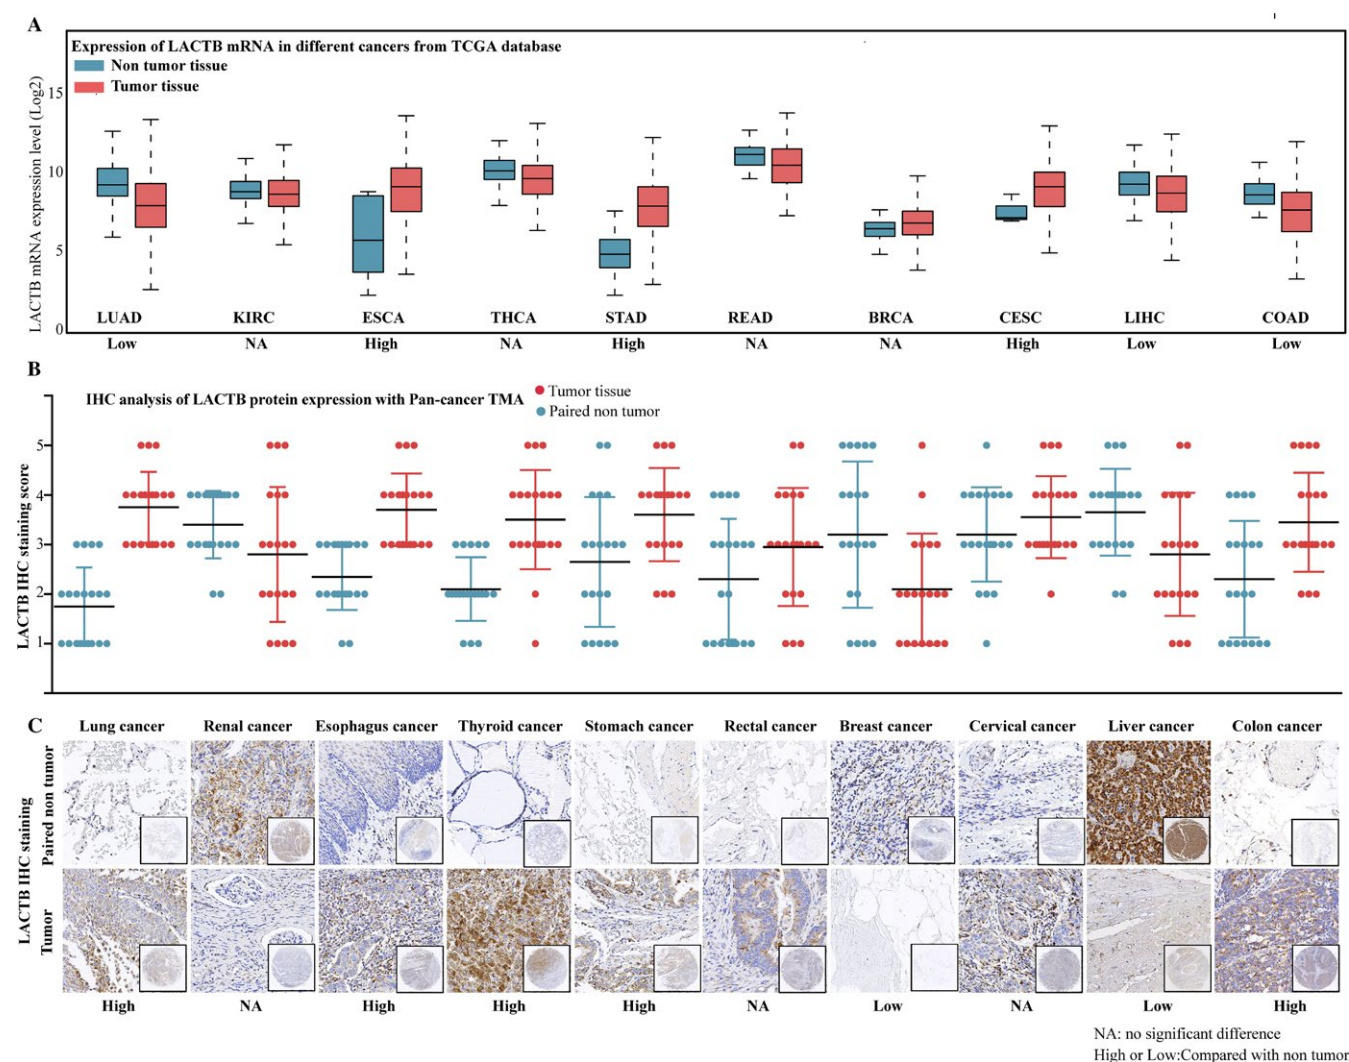 A
Expression of LACTB mRNA in different cancers from TCGA database
Non tumor tissue
Tumor tissue
LACTB mRNA expression level (Log2)
15
10
5
0
LUAD KIRC ESCA THCA STAD READ BRCA CESC LIHC COAD
Low NA High NA High NA NA High Low Low
B
IHC analysis of LACTB protein expression with Pan-cancer TMA
Tumor tissue
Paired non tumor
LACTB IHC staining score
5
4
3
2
1
C
Lung cancer Renal cancer Esophagus cancer Thyroid cancer Stomach cancer Rectal cancer Breast cancer Cervical cancer Liver cancer Colon cancer
LACTB IHC staining
Paired non tumor
Tumor
High NA High High High NA Low NA Low High
NA: no significant difference
High or Low:Compared with non tumor